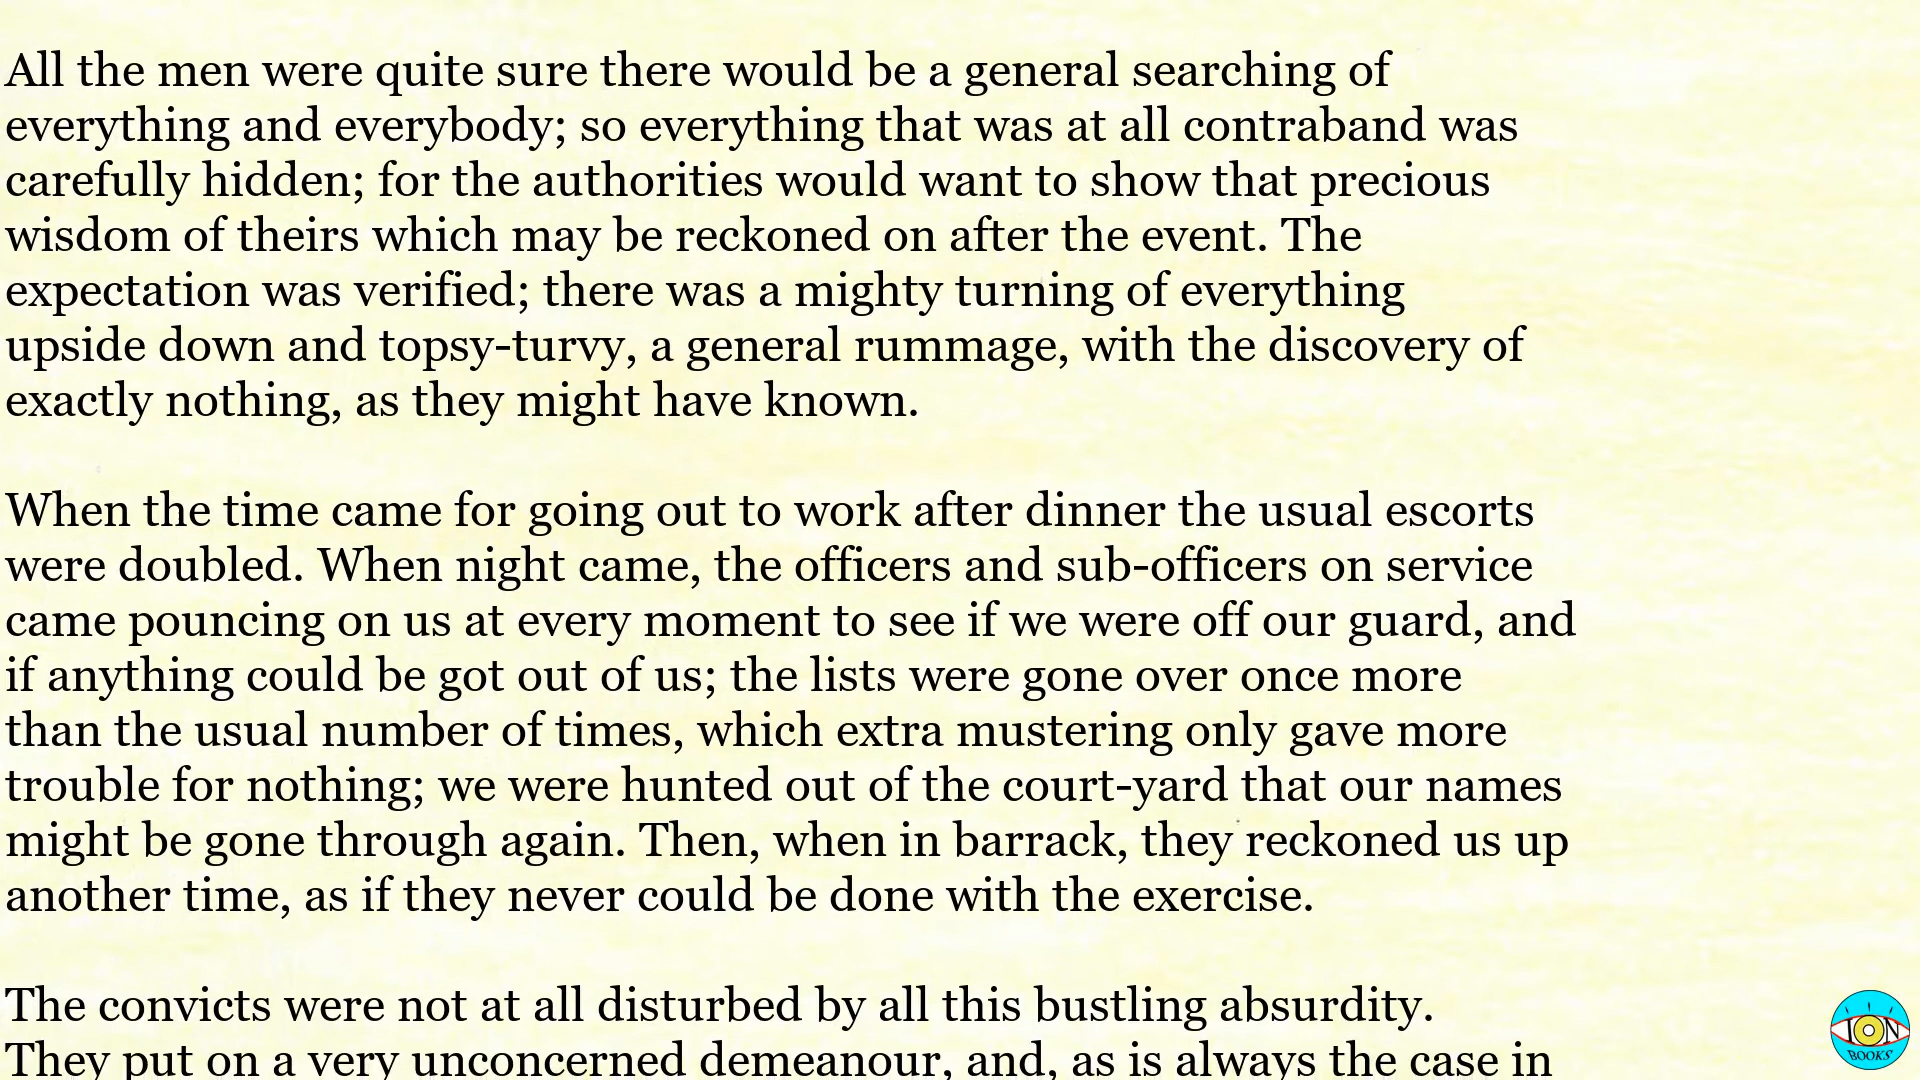 All the men were quite sure there would be a general searching of
everything and everybody; so everything that was at all contraband was
carefully hidden; for the authorities would want to show that precious
wisdom of theirs which may be reckoned on after the event. The
expectation was verified; there was a mighty turning of everything
upside down and topsy-turvy, a general rummage, with the discovery of
exactly nothing, as they might have known.
When the time came for going out to work after dinner the usual escorts
were doubled. When night came, the officers and sub-officers on service
came pouncing on us at every moment to see if we were off our guard, and
if anything could be got out of us; the lists were gone over once more
than the usual number of times, which extra mustering only gave more
trouble for nothing; we were hunted out of the court-yard that our names
might be gone through again. Then, when in barrack, they reckoned us up
another time, as if they never could be done with the exercise.
The convicts were not at all disturbed by all this bustling absurdity.
They put on a very unconcerned demeanour, and, as is always the case in
ION
BOOKS